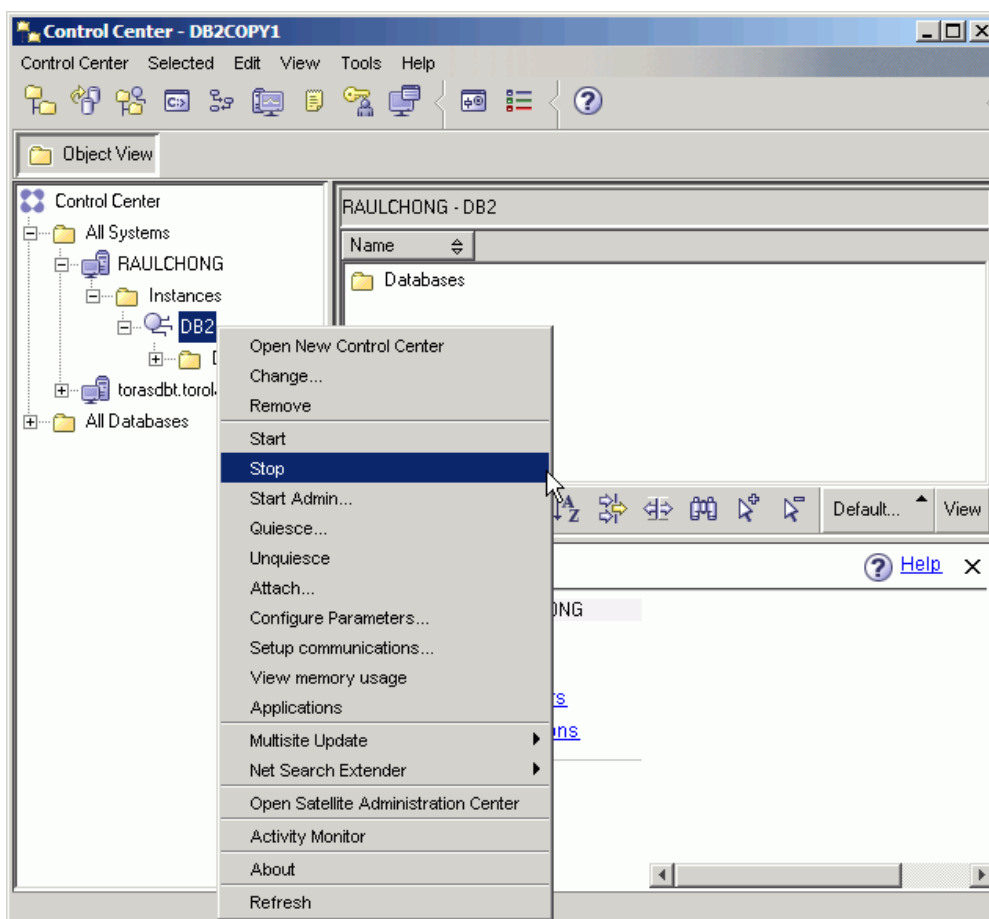 Control Center - DB2COPY1
Control Center Selected Edit View Tools Help
Object View
Control Center
All Systems
RAULCHONG
Instances
DB2
torasdbt.torol
All Databases
RAULCHONG - DB2
Name
Databases
Open New Control Center
Change...
Remove
Start
Stop
Start Admin...
Quiesce...
Unquiesce
Attach...
Configure Parameters...
Setup communications...
View memory usage
Applications
Multisite Update
Net Search Extender
Open Satellite Administration Center
Activity Monitor
About
Refresh
Default... View
Help